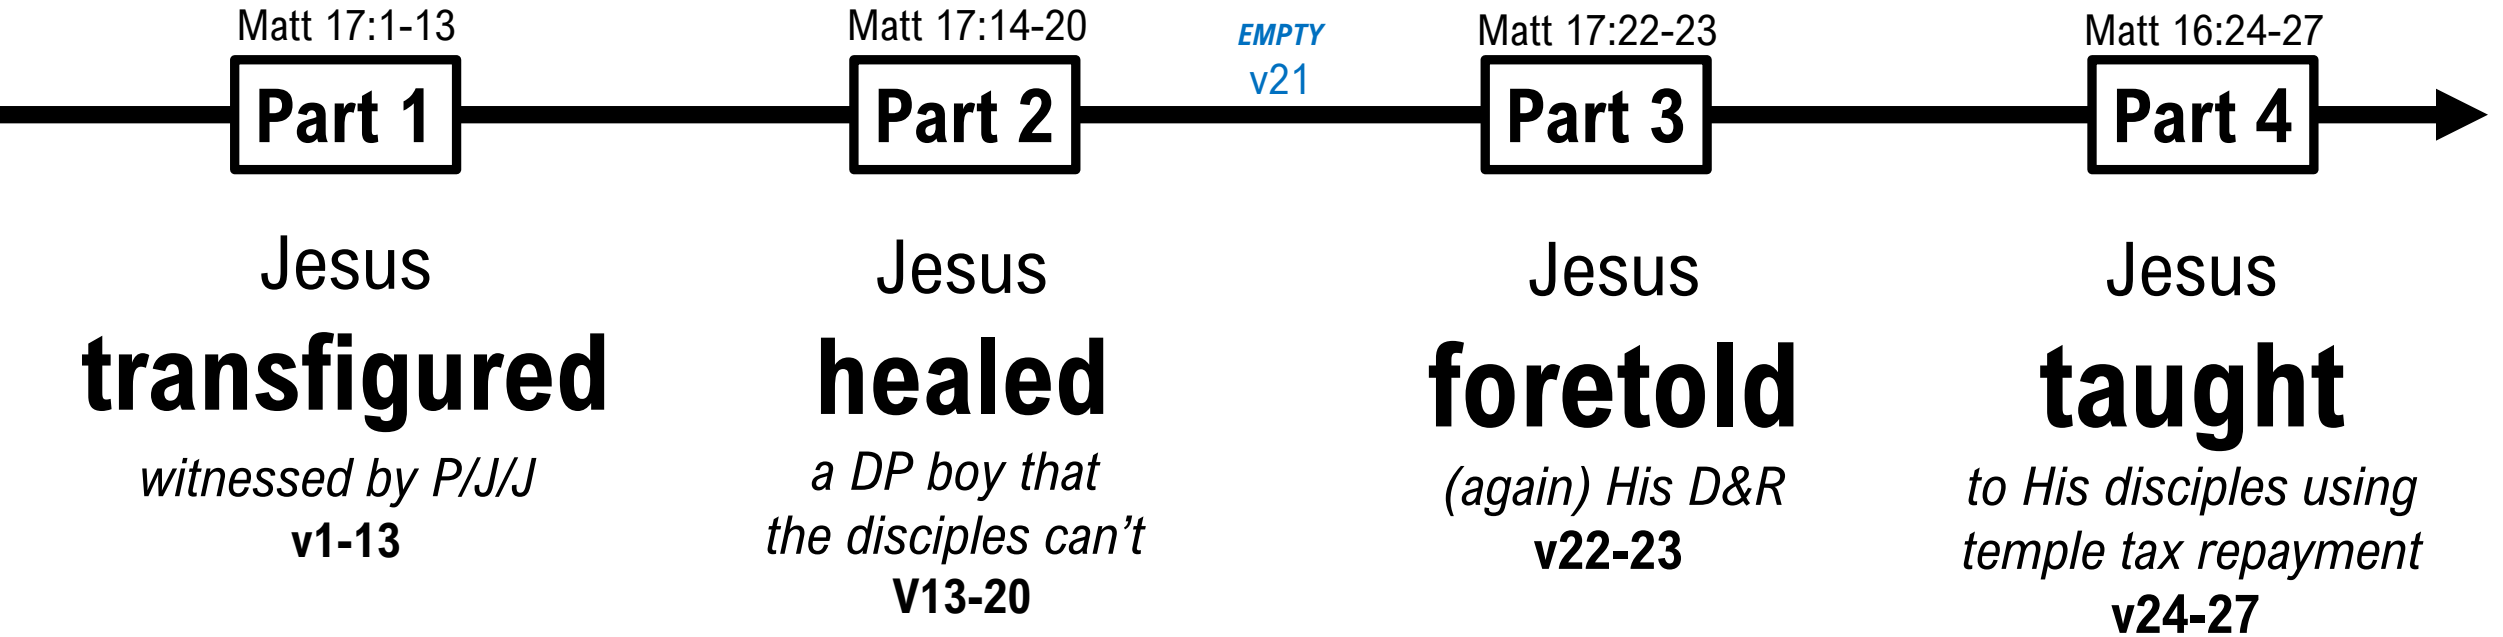 Matt 17:1-13
Part 1
Jesus
transfigured
witnessed by P/J/J
v1-13
Matt 17:14-20
Part 2
Jesus
healed
a DP boy that
the disciples can't
V13-20
EMPTY
v21
Matt 17:22-23
Part 3
Jesus
foretold
(again) His D&R
v22-23
Matt 16:24-27
Part 4
Jesus
taught
to His disciples using
temple tax repayment
v24-27